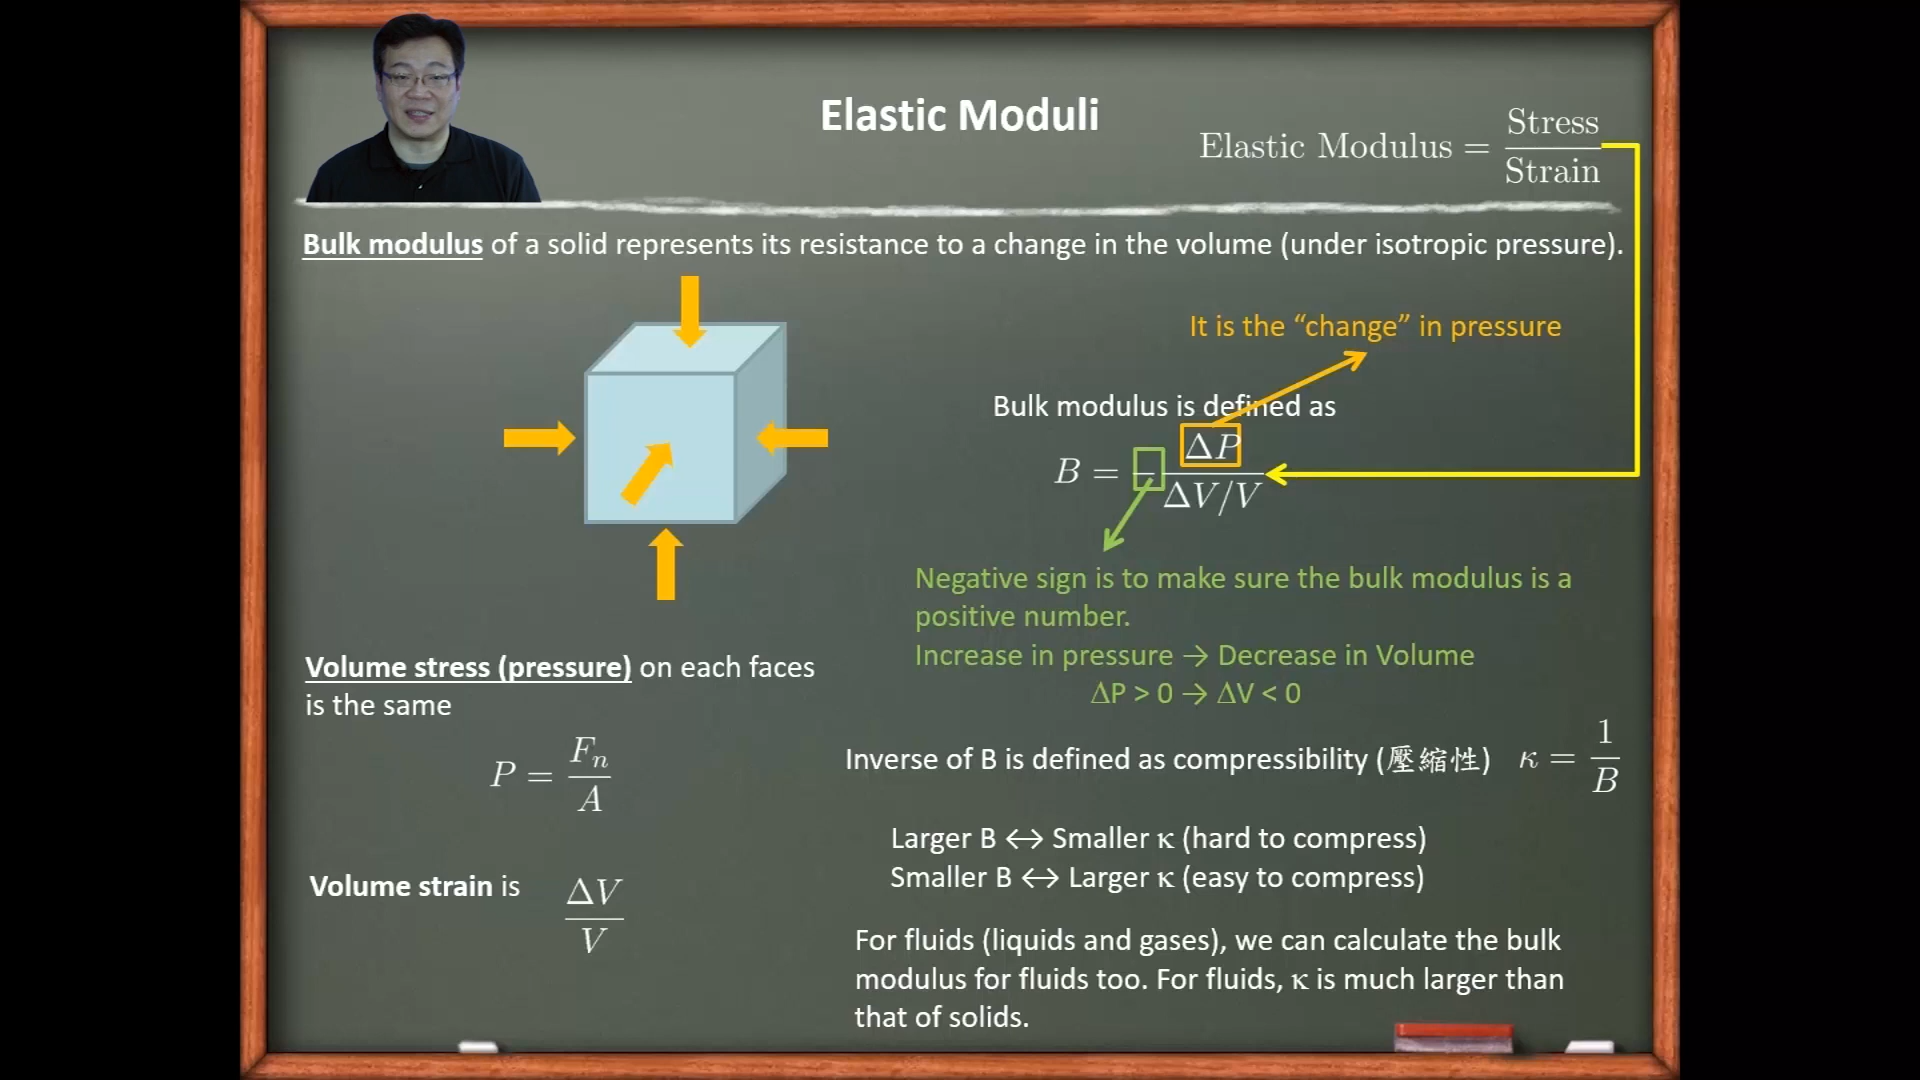 Elastic Moduli
Elastic Modulus = Stress / Strain
Bulk modulus of a solid represents its resistance to a change in the volume (under isotropic pressure).
It is the “change” in pressure
Bulk modulus is defined as
B = − ΔP / ΔV/V
Negative sign is to make sure the bulk modulus is a
positive number.
Increase in pressure → Decrease in Volume
ΔP > 0 → ΔV < 0
Volume stress (pressure) on each faces
is the same
P = Fₙ / A
Volume strain is ΔV / V
Inverse of B is defined as compressibility (壓縮性) κ = 1 / B
Larger B ↔ Smaller κ (hard to compress)
Smaller B ↔ Larger κ (easy to compress)
For fluids (liquids and gases), we can calculate the bulk
modulus for fluids too. For fluids, κ is much larger than
that of solids.